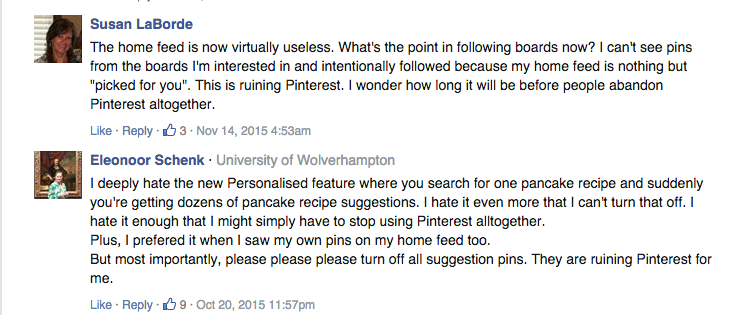 Susan LaBorde
The home feed is now virtually useless. What's the point in following boards now? I can't see pins
from the boards I'm interested in and intentionally followed because my home feed is nothing but
"picked for you". This is ruining Pinterest. I wonder how long it will be before people abandon
Pinterest altogether.
Like · Reply · 3 · Nov 14, 2015 4:53am
Eleonoor Schenk · University of Wolverhampton
I deeply hate the new Personalised feature where you search for one pancake recipe and suddenly
you're getting dozens of pancake recipe suggestions. I hate it even more that I can't turn that off. I
hate it enough that I might simply have to stop using Pinterest alltogether.
Plus, I prefered it when I saw my own pins on my home feed too.
But most importantly, please please please turn off all suggestion pins. They are ruining Pinterest for
me.
Like · Reply · 9 · Oct 20, 2015 11:57pm